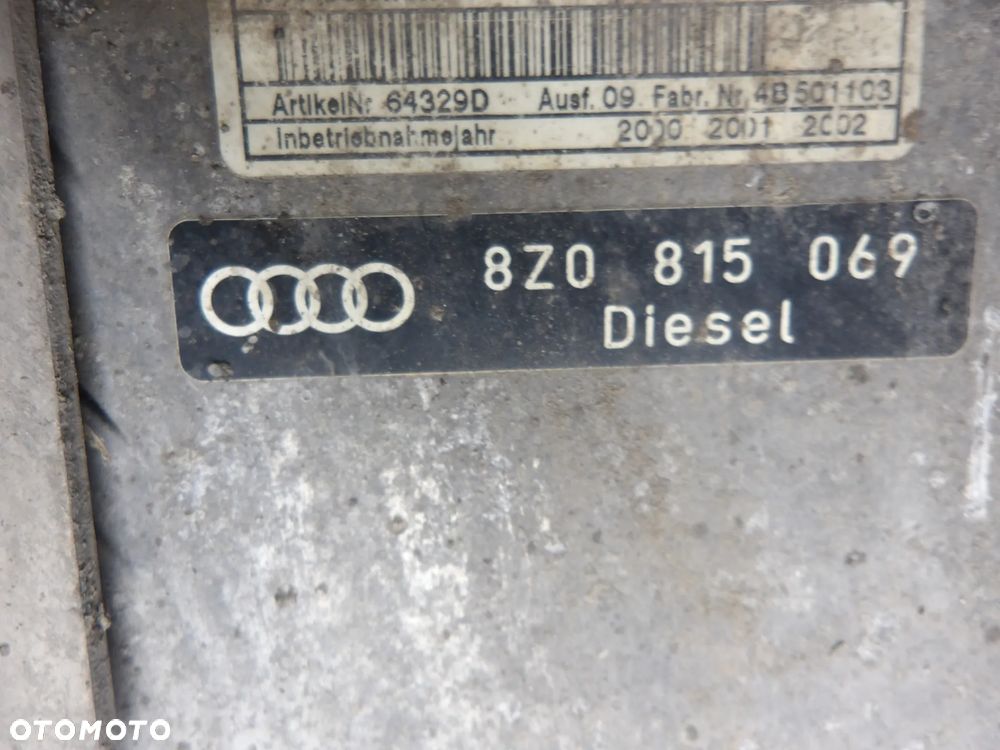 ArtikelNr 64329D Ausf. 09 Fabr. Nr. 4B501103
Inbetriebnahmejahr 2000 2001 2002
8Z0 815 069
Diesel
OTOMOTO